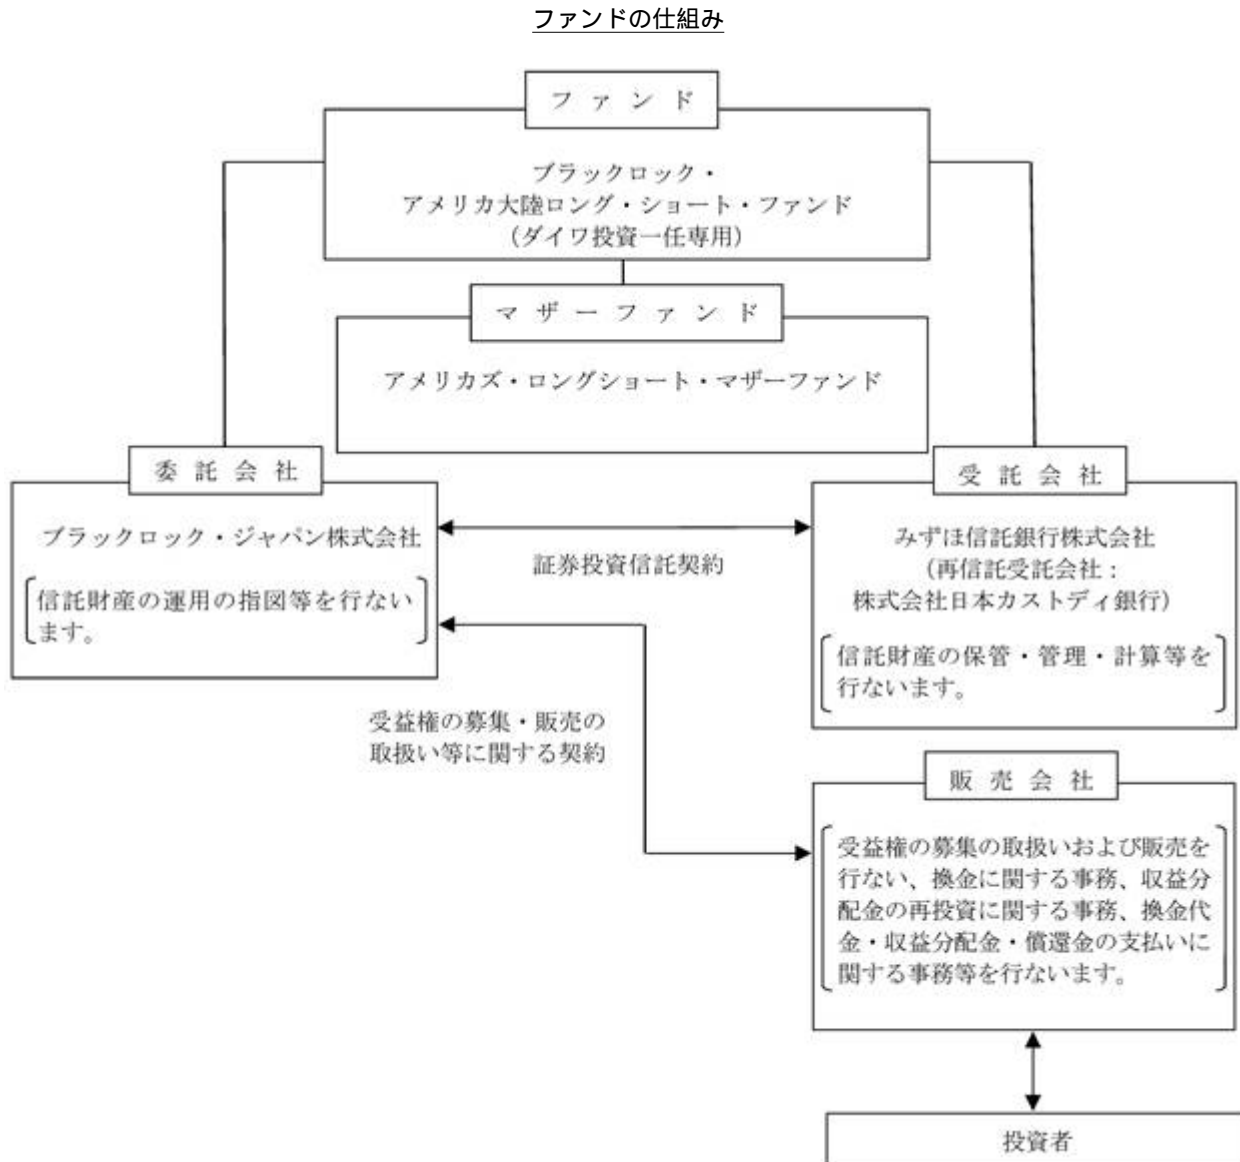 ファンドの仕組み
ファンド
ブラックロック・
アメリカ大陸ロング・ショート・ファンド
(ダイワ投資一任専用)
マザーファンド
アメリカズ・ロングショート・マザーファンド
委託会社
ブラックロック・ジャパン株式会社
信託財産の運用の指図等を行ない
ます。
証券投資信託契約
受託会社
みずほ信託銀行株式会社
(再信託受託会社:
株式会社日本カストディ銀行)
信託財産の保管・管理・計算等を
行ないます。
受益権の募集・販売の
取扱い等に関する契約
販売会社
受益権の募集の取扱いおよび販売を
行ない、換金に関する事務、収益分
配金の再投資に関する事務、換金代
金・収益分配金・償還金の支払いに
関する事務等を行ないます。
投資者